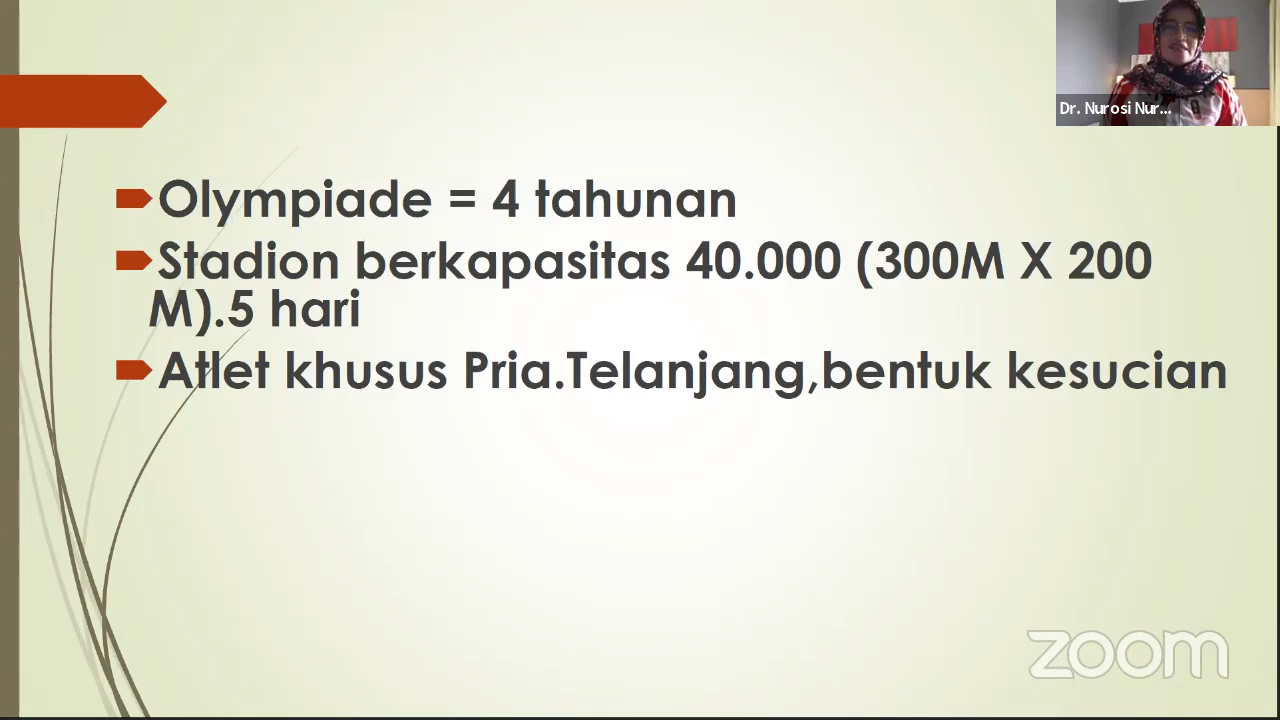 Dr. Nurosi Nur...
Olympiade = 4 tahunan
Stadion berkapasitas 40.000 (300M X 200
M).5 hari
Atlet khusus Pria.Telanjang,bentuk kesucian
zoom